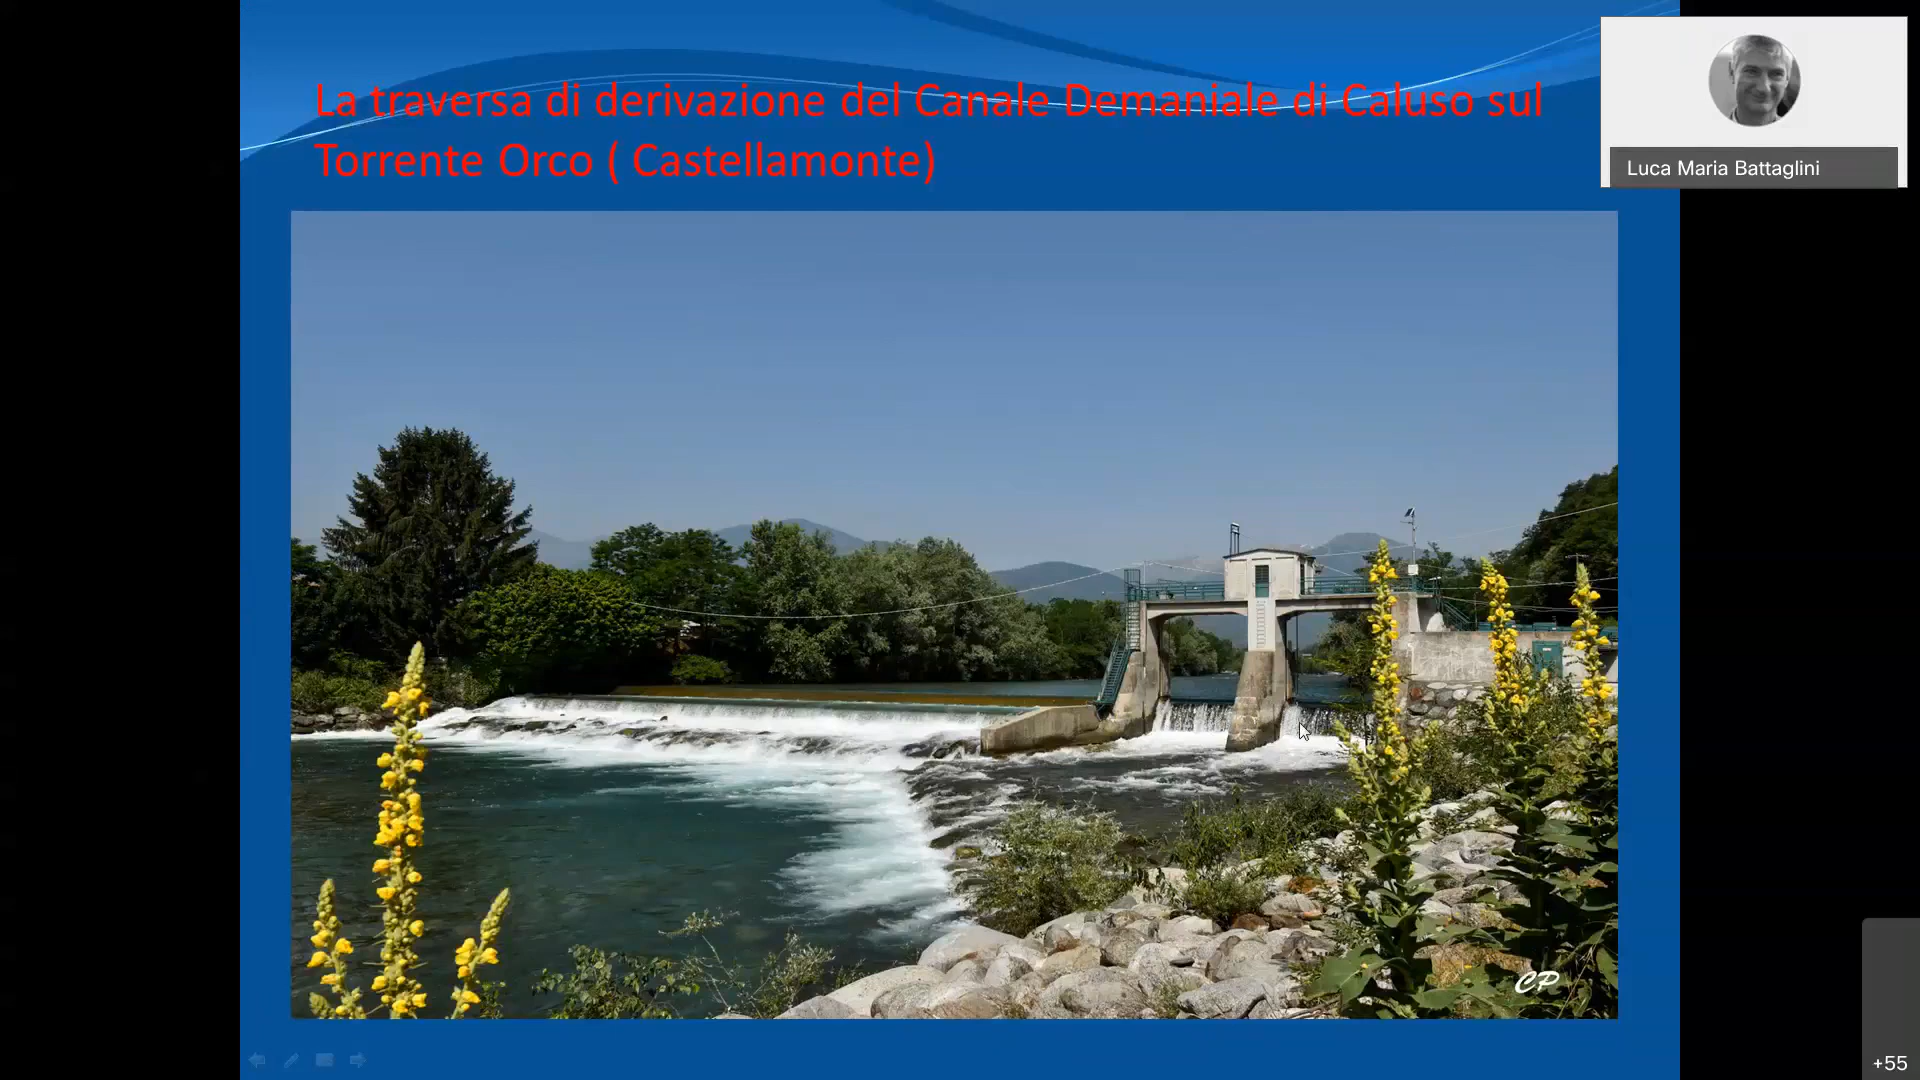 La traversa di derivazione del Canale Demaniale di Caluso sul
Torrente Orco ( Castellamonte)
Luca Maria Battaglini
CP
+55